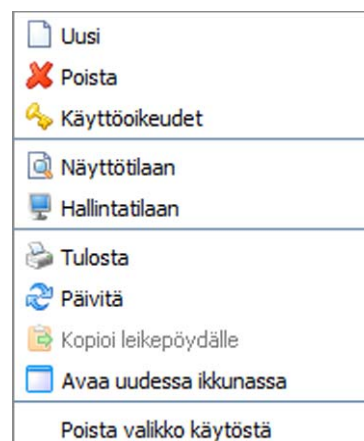 Uusi
Poista
Käyttöoikeudet
Näyttötilaan
Hallintatilaan
Tulosta
Päivitä
Kopioi leikepöydälle
Avaa uudessa ikkunassa
Poista valikko käytöstä